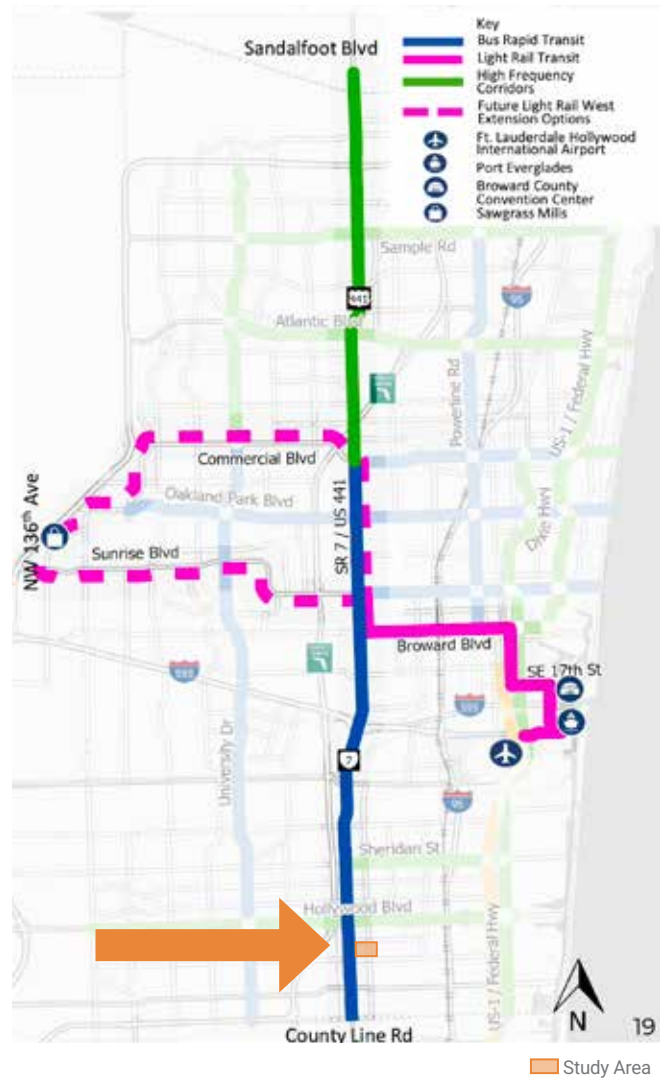 Sandalfoot Blvd
Key
Bus Rapid Transit
Light Rail Transit
High Frequency
Corridors
Future Light Rail West
Extension Options
Ft. Lauderdale Hollywood
International Airport
Port Everglades
Broward County
Convention Center
Sawgrass Mills
Sample Rd
441
95
Atlantic Blvd
US-1 / Federal Hwy
Powerline Rd
Commercial Blvd
Oakland Park Blvd
Dixie Hwy
NW 136th Ave
SR 7 / US 441
Sunrise Blvd
Broward Blvd
SE 17th St
595
595
University Dr
7
95
Sheridan St
Hollywood Blvd
US-1 / Federal Hwy
County Line Rd
N
19
Study Area